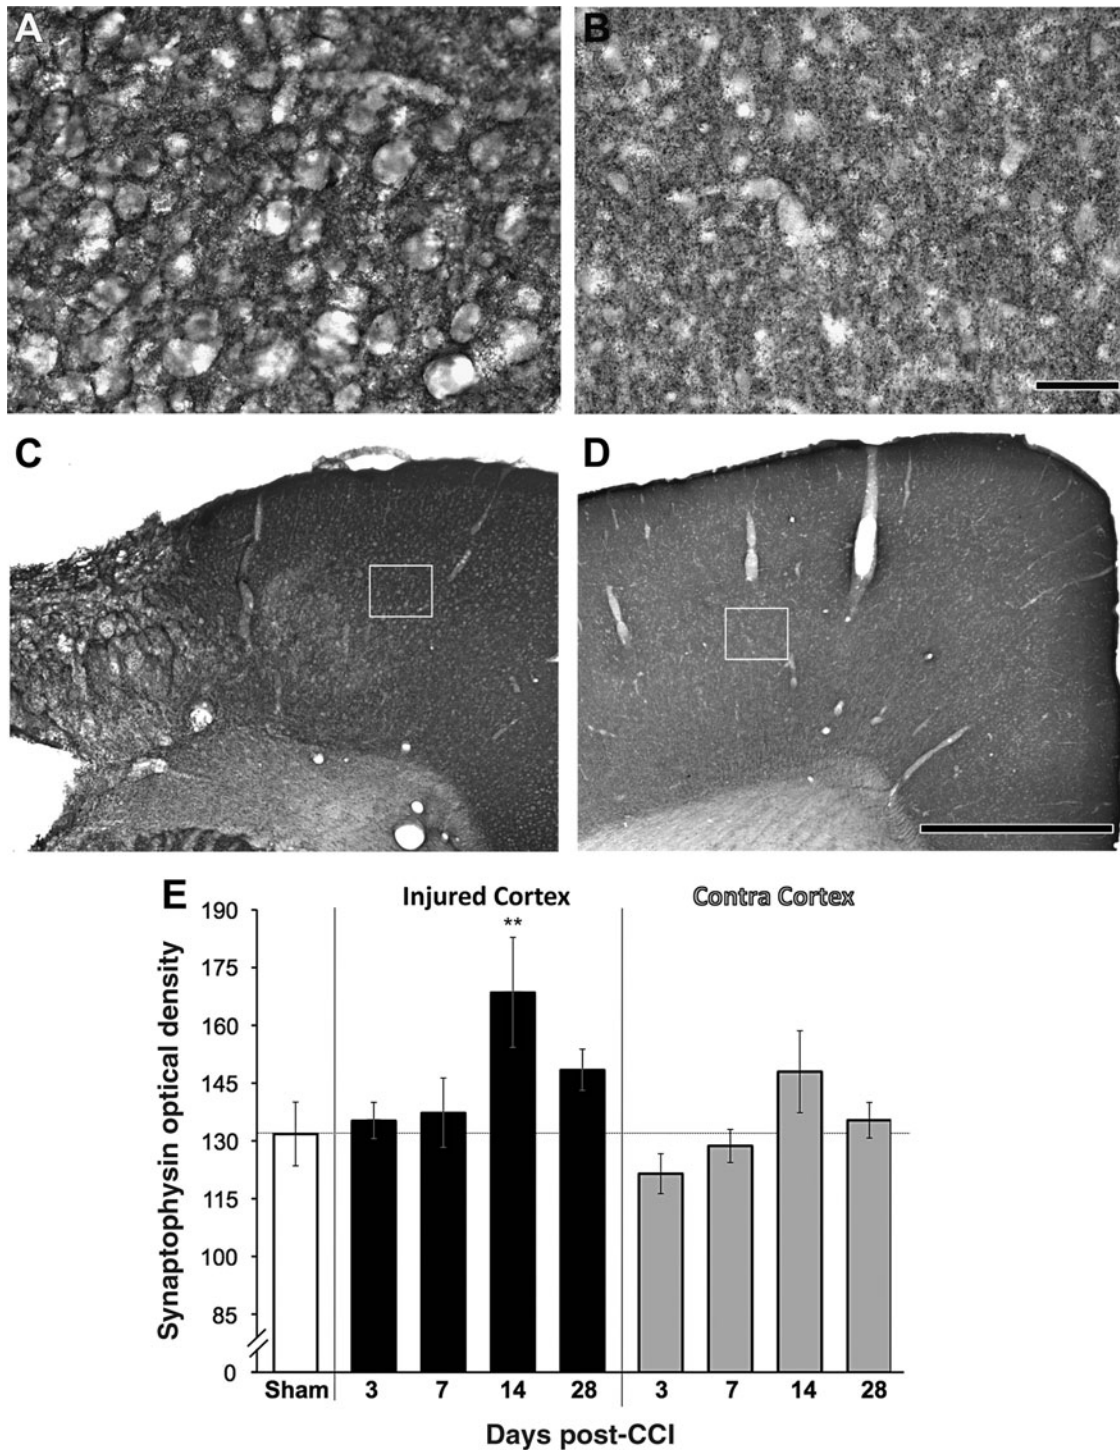 A
B
C
D
E
Injured Cortex
Contra Cortex
**
Synaptophysin optical density
190
175
160
145
130
115
100
85
0
Sham 3 7 14 28 3 7 14 28
Days post-CCI